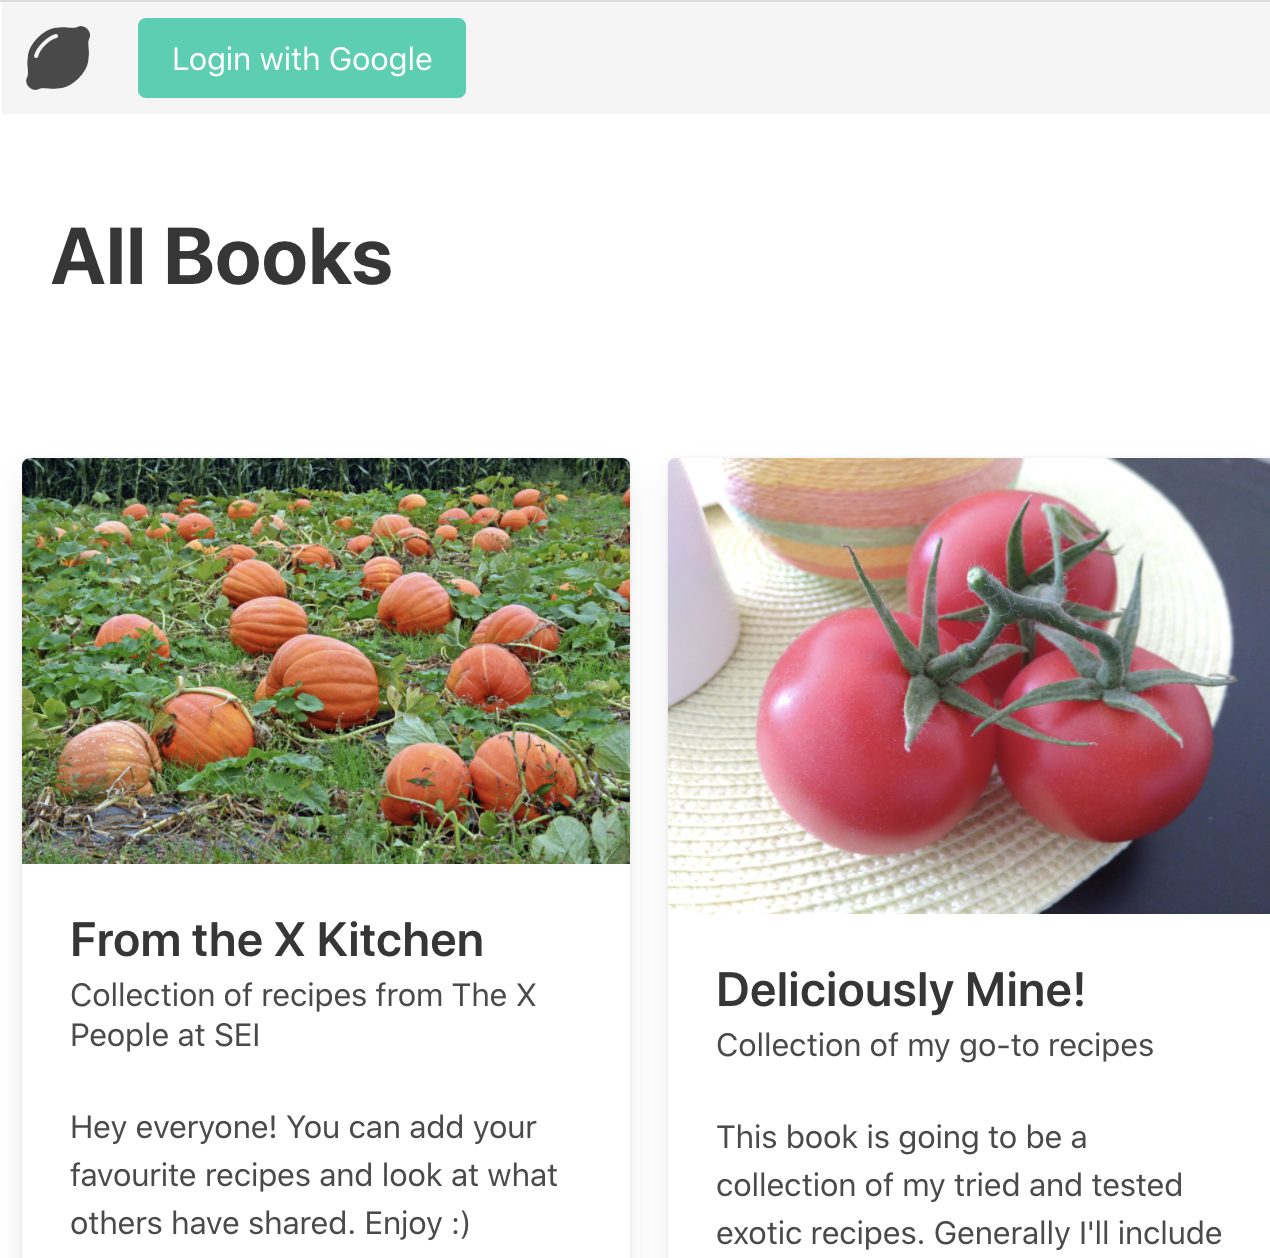 Login with Google
All Books
From the X Kitchen
Collection of recipes from The X
People at SEI
Hey everyone! You can add your
favourite recipes and look at what
others have shared. Enjoy :)
Deliciously Mine!
Collection of my go-to recipes
This book is going to be a
collection of my tried and tested
exotic recipes. Generally I'll include